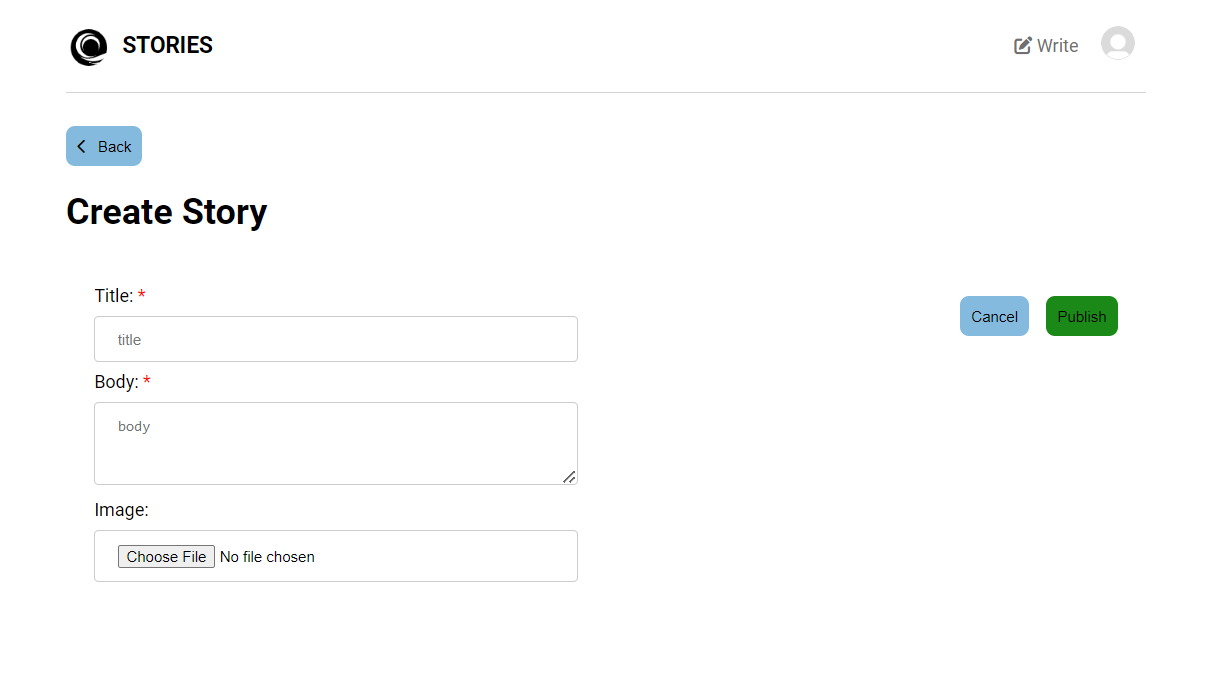 STORIES
Write
Back
Create Story
Title: *
title
Cancel
Publish
Body: *
body
Image:
Choose File No file chosen